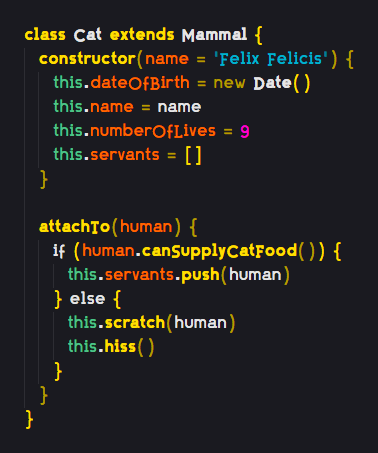 class Cat extends Mammal {
  constructor(name = 'Felix Felicis') {
    this.dateOfBirth = new Date()
    this.name = name
    this.numberOfLives = 9
    this.servants = []
  }

  attachTo(human) {
    if (human.canSupplyCatFood()) {
      this.servants.push(human)
    } else {
      this.scratch(human)
      this.hiss()
    }
  }
}